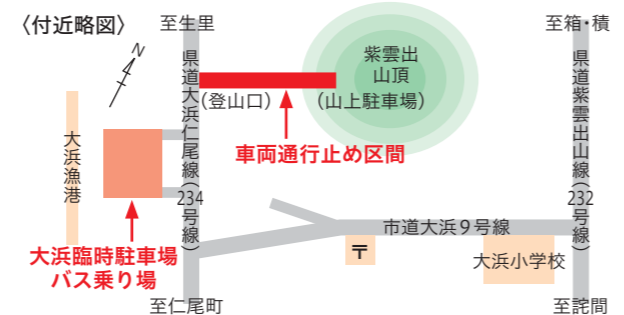 〈付近略図〉
至生里
至箱・積
N
紫雲出
山頂
県道大浜仁尾線(234号線)
(登山口)
(山上駐車場)
県道紫雲出山線(232号線)
車両通行止め区間
大浜漁港
市道大浜9号線
〒
大浜小学校
大浜臨時駐車場
バス乗り場
至仁尾町
至詫間